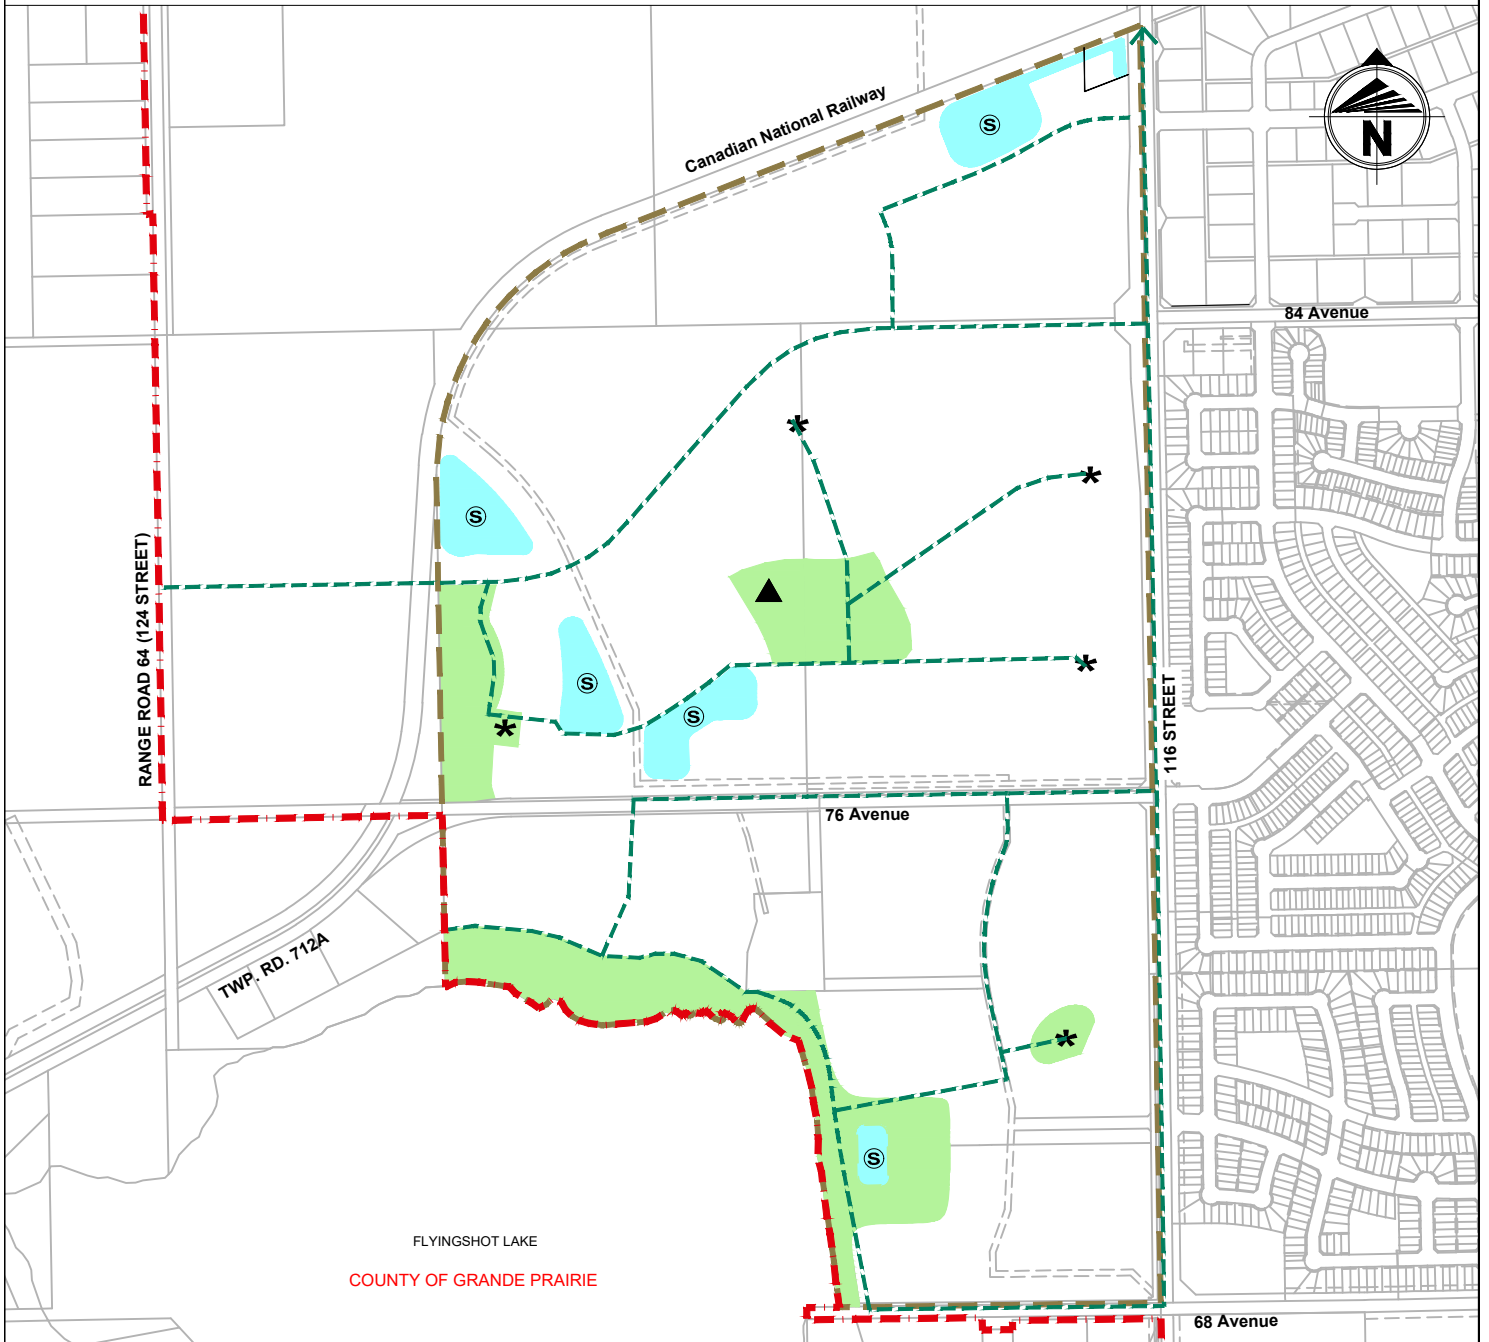 Canadian National Railway
N
S
84 Avenue
S
RANGE ROAD 64 (124 STREET)
S
S
116 STREET
76 Avenue
TWP. RD. 712A
S
FLYINGSHOT LAKE
COUNTY OF GRANDE PRAIRIE
68 Avenue